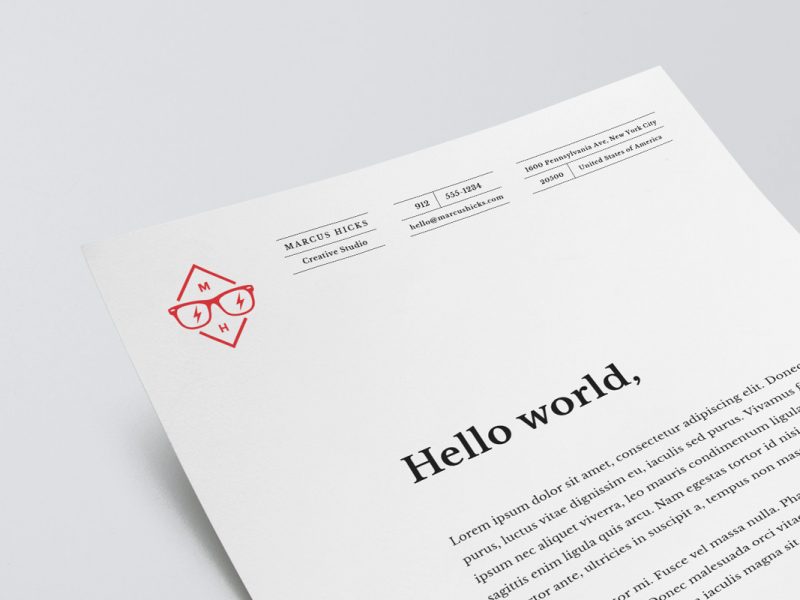 MARCUS HICKS
Creative Studio
912 555-1234
hello@marcushicks.com
1600 Pennsylvania Ave, New York City
20500 United States of America
M
H
Hello world,
Lorem ipsum dolor sit amet, consectetur adipiscing elit. Donec
purus, luctus vitae dignissim eu, iaculis sed purus. Vivamus
ipsum nec aliquet viverra, leo mauris condimentum ligula
sagittis enim ligula quis arcu. Nam egestas tortor id nisi
tor ante, ultricies in suscipit a, tempus non mas
or mi. Fusce vel massa nulla. Pha
Donec malesuada orci vitae
iaculis magna sit